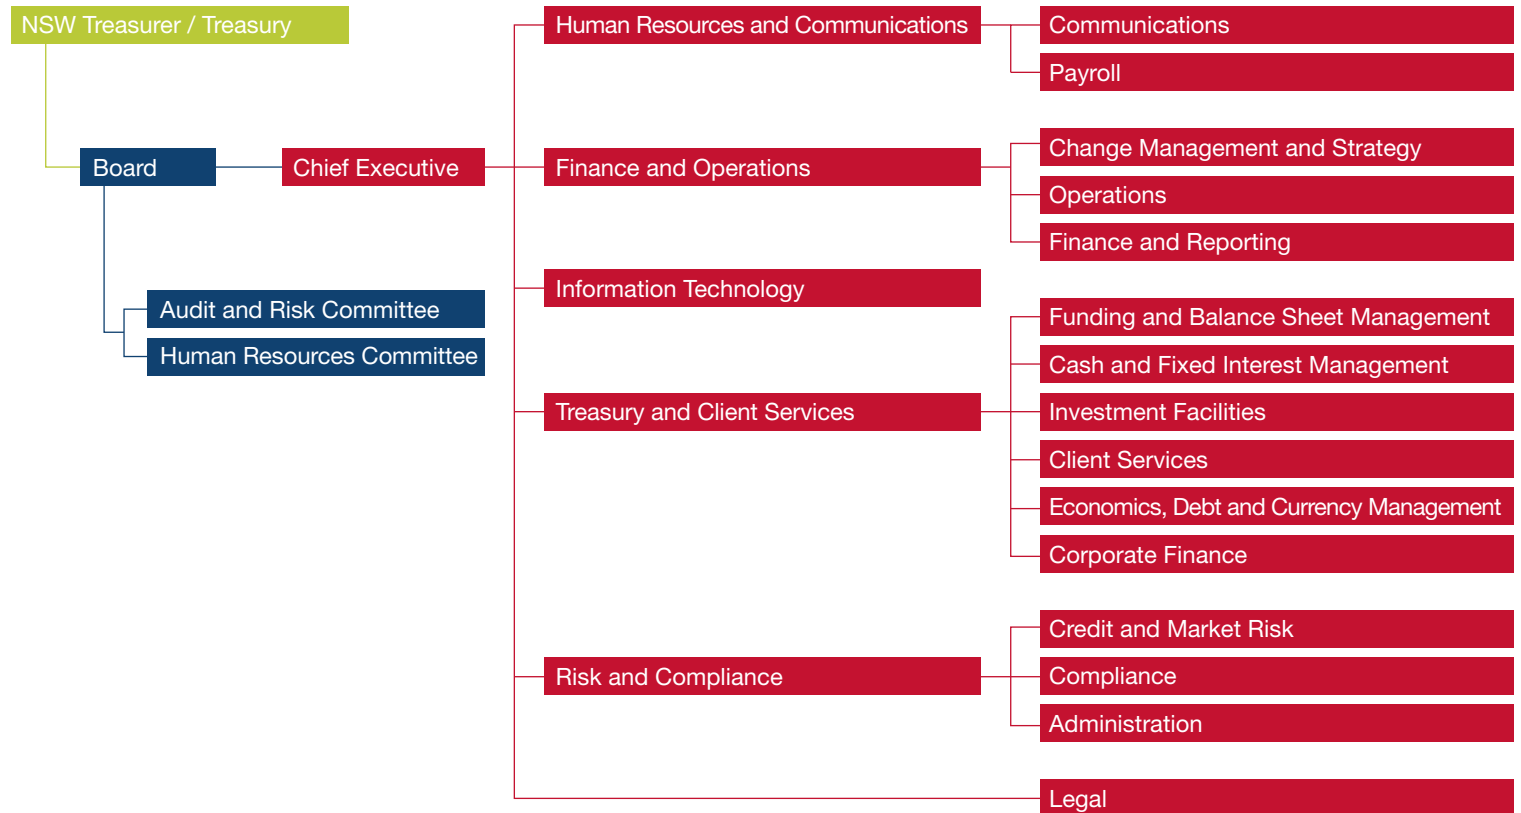 NSW Treasurer / Treasury
Board
Audit and Risk Committee
Human Resources Committee
Chief Executive
Human Resources and Communications
Communications
Payroll
Finance and Operations
Change Management and Strategy
Operations
Finance and Reporting
Information Technology
Treasury and Client Services
Funding and Balance Sheet Management
Cash and Fixed Interest Management
Investment Facilities
Client Services
Economics, Debt and Currency Management
Corporate Finance
Risk and Compliance
Credit and Market Risk
Compliance
Administration
Legal